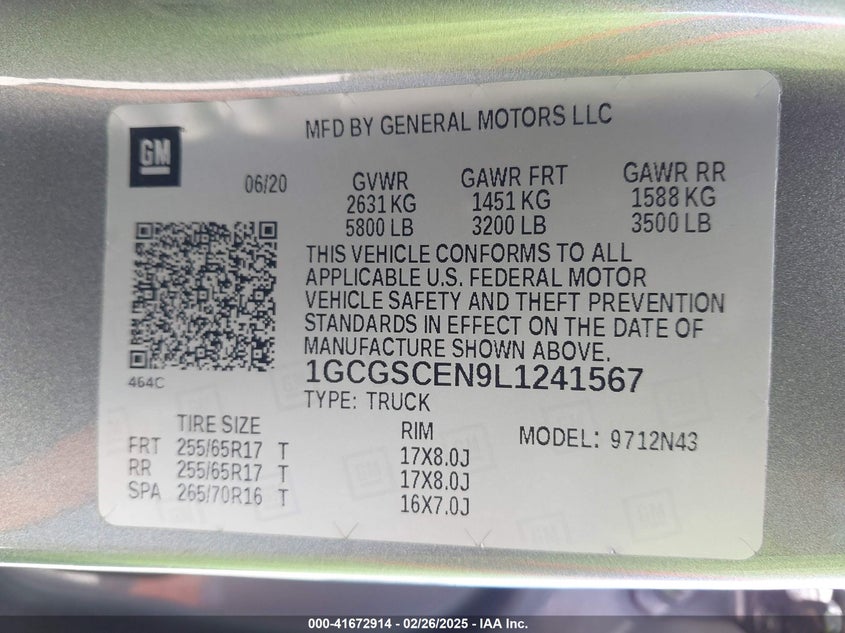 MFD BY GENERAL MOTORS LLC
GM
06/20 GVWR GAWR FRT GAWR RR
2631 KG 1451 KG 1588 KG
5800 LB 3200 LB 3500 LB
THIS VEHICLE CONFORMS TO ALL
APPLICABLE U.S. FEDERAL MOTOR
VEHICLE SAFETY AND THEFT PREVENTION
STANDARDS IN EFFECT ON THE DATE OF
MANUFACTURE SHOWN ABOVE.
464C 1GCGSCEN9L1241567
TYPE: TRUCK
TIRE SIZE RIM MODEL: 9712N43
FRT 255/65R17 T 17X8.0J
RR 255/65R17 T 17X8.0J
SPA 265/70R16 T 16X7.0J
000-41672914 - 02/26/2025 - IAA Inc.